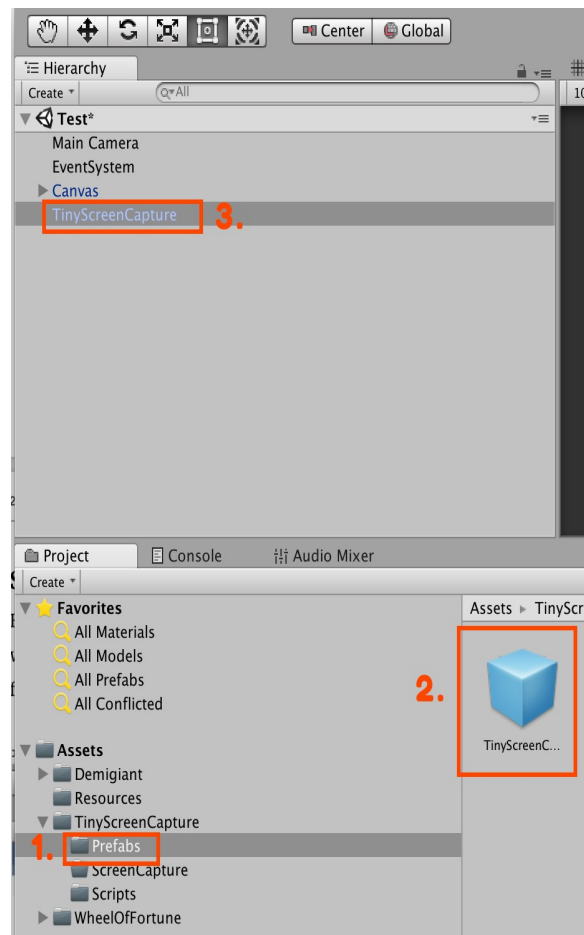 Center Global
Hierarchy
Create All
Test*
Main Camera
EventSystem
Canvas
TinyScreenCapture 3.
Project Console Audio Mixer
Create
Favorites
All Materials
All Models
All Prefabs
All Conflicted
Assets
Demigiant
Resources
TinyScreenCapture
1. Prefabs
ScreenCapture
Scripts
WheelOfFortune
Assets ▸ TinyScr
2.
TinyScreenC...